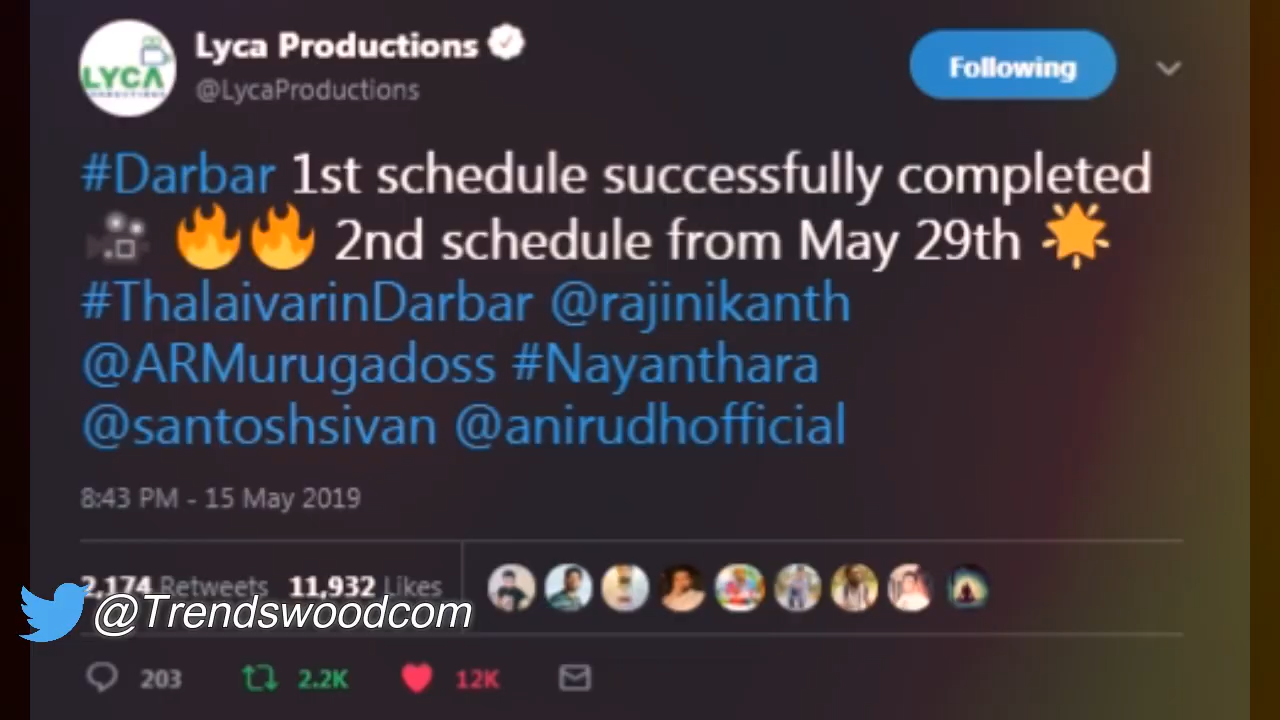 LYCA
Lyca Productions
@LycaProductions
Following
#Darbar 1st schedule successfully completed
🎥 🔥🔥 2nd schedule from May 29th 🌟
#ThalaivarinDarbar @rajinikanth
@ARMurugadoss #Nayanthara
@santoshsivan @anirudhofficial
8:43 PM - 15 May 2019
2,174 Retweets 11,932 Likes
@Trendswoodcom
203 2.2K 12K